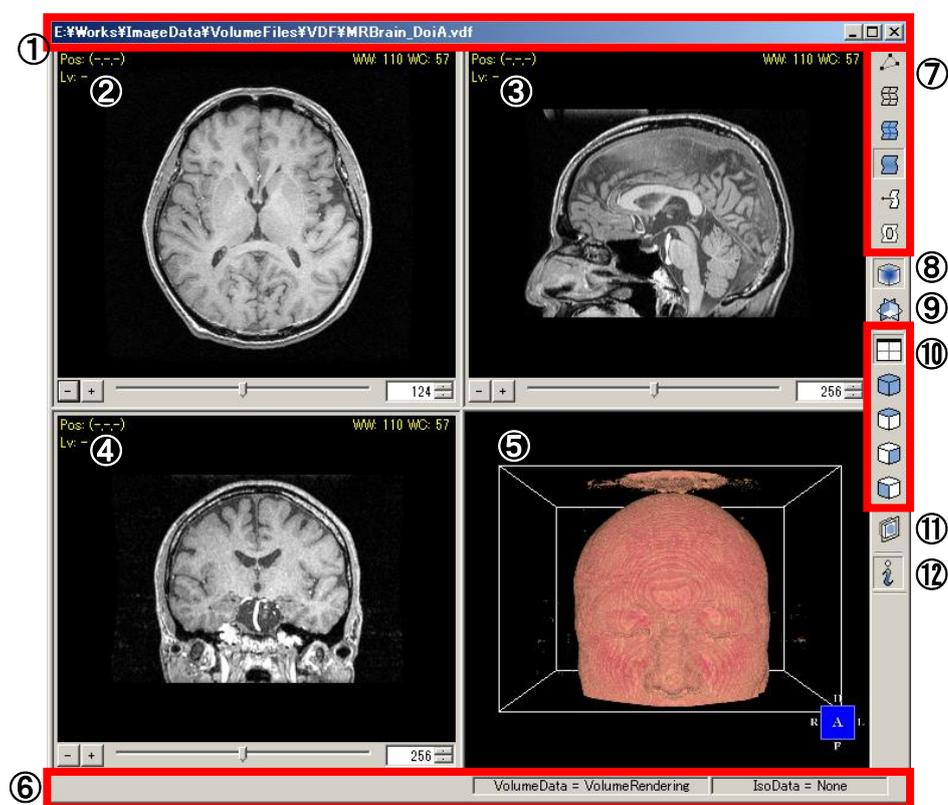 E:¥Works¥ImageData¥VolumeFiles¥VDF¥MRBrain_DoiA.vdf
①
Pos: (-,-,-) WW: 110 WC: 57
Lv: -
②
Pos: (-,-,-) WW: 110 WC: 57
Lv: -
③
⑦
⑧
⑨
⑩
- + 124
- + 256
Pos: (-,-,-) WW: 110 WC: 57
Lv: -
④
⑤
⑪
i
⑫
R A L
F
- + 256
⑥
VolumeData = VolumeRendering IsoData = None